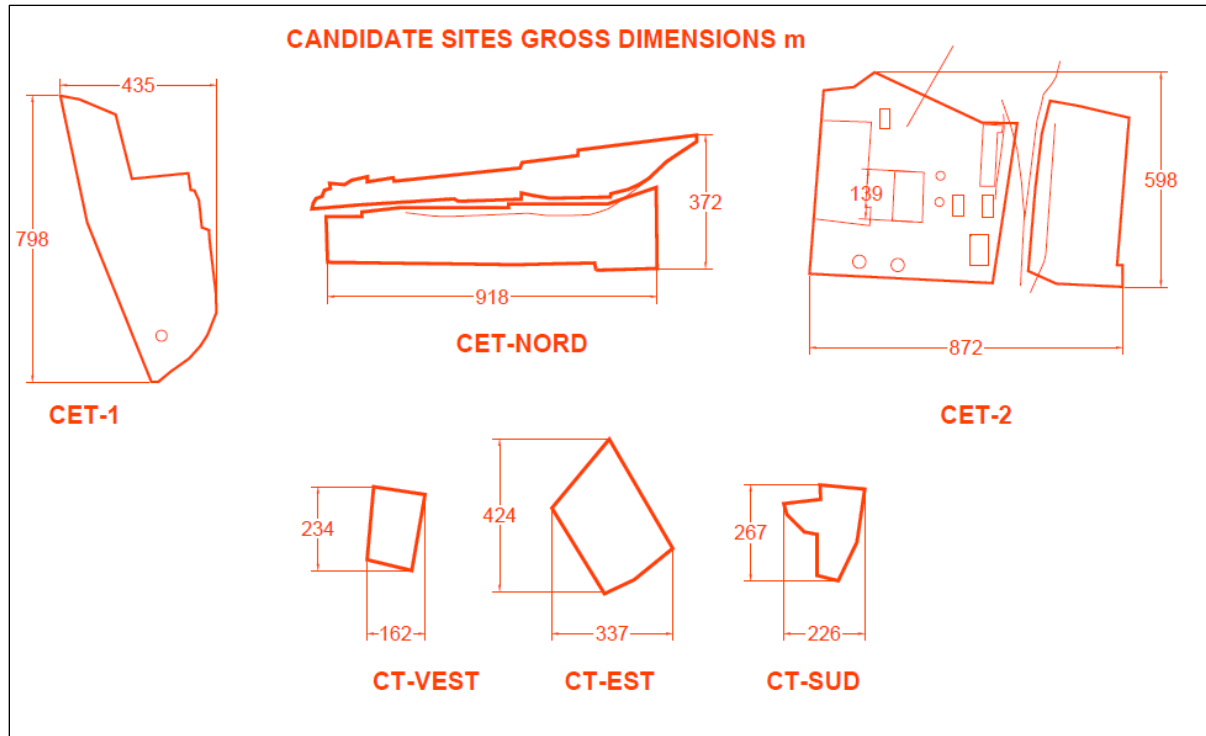 CANDIDATE SITES GROSS DIMENSIONS m
435
798
CET-1
372
918
CET-NORD
139
598
872
CET-2
234
162
CT-VEST
424
337
CT-EST
267
226
CT-SUD